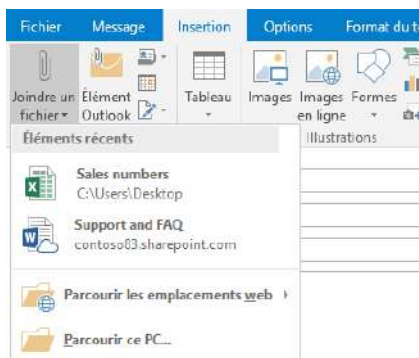 Fichier Message Insertion Options Format du t
Joindre un fichier
Élément Outlook
Tableau
Images
Images en ligne
Formes
Illustrations
Éléments récents
Sales numbers
C:\Users\Desktop
Support and FAQ
contoso83.sharepoint.com
Parcourir les emplacements web
Parcourir ce PC...